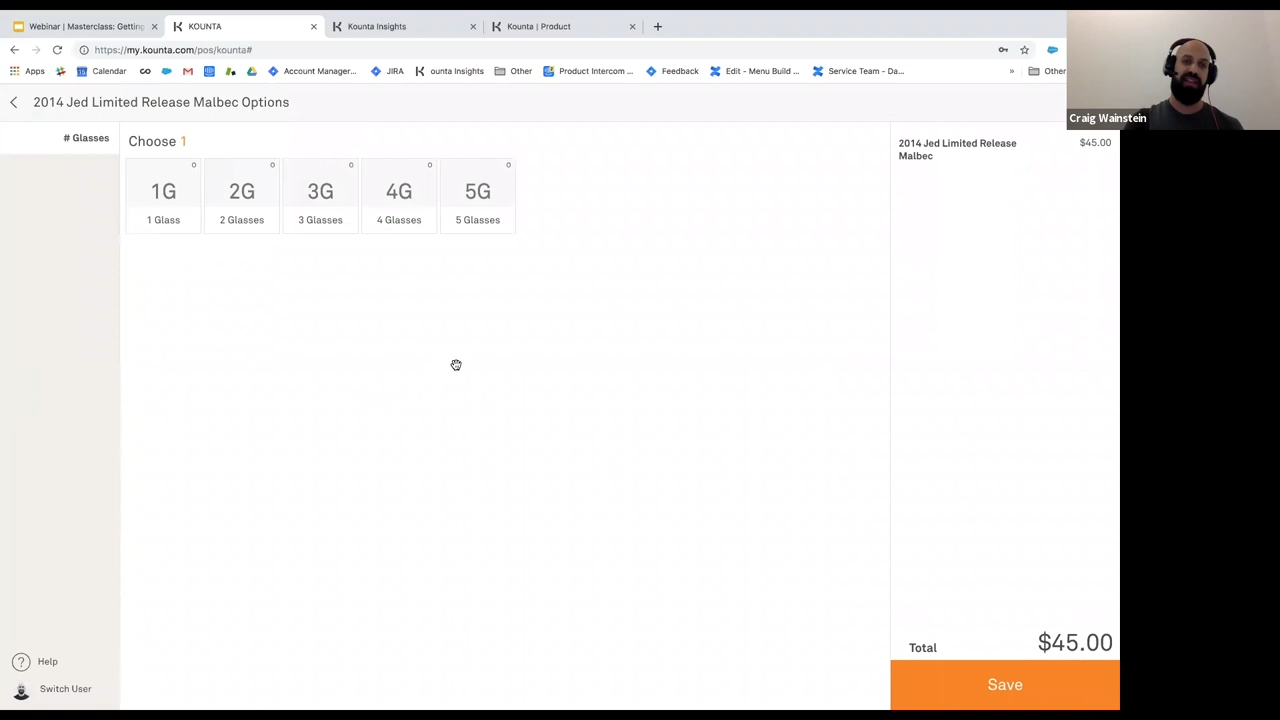 Webinar | Masterclass: Getting
KOUNTA
Kounta Insights
Kounta | Product
https://my.kounta.com/pos/kounta#
Apps
Calendar
Account Manager...
JIRA
ounta Insights
Other
Product Intercom ...
Feedback
Edit - Menu Build ...
Service Team - Da...
»
Other
Craig Wainstein
2014 Jed Limited Release Malbec Options
# Glasses
Choose 1
0
0
0
0
0
1G
2G
3G
4G
5G
1 Glass
2 Glasses
3 Glasses
4 Glasses
5 Glasses
2014 Jed Limited Release
Malbec
$45.00
Help
Switch User
Total
$45.00
Save